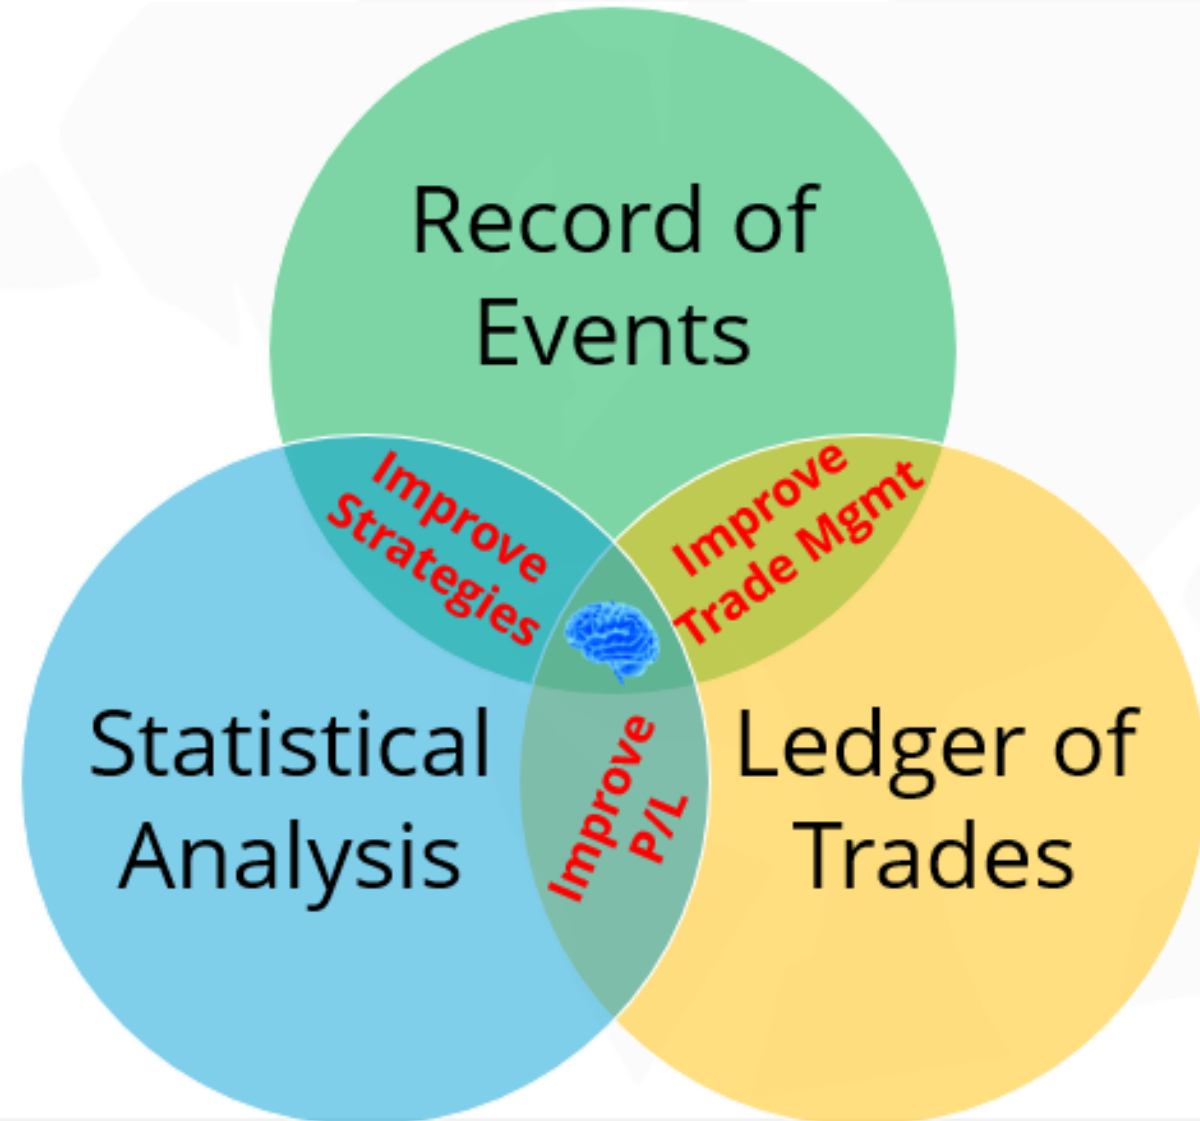 Record of
Events
Improve
Strategies
Improve
Trade Mgmt
Statistical
Analysis
Improve
P/L
Ledger of
Trades